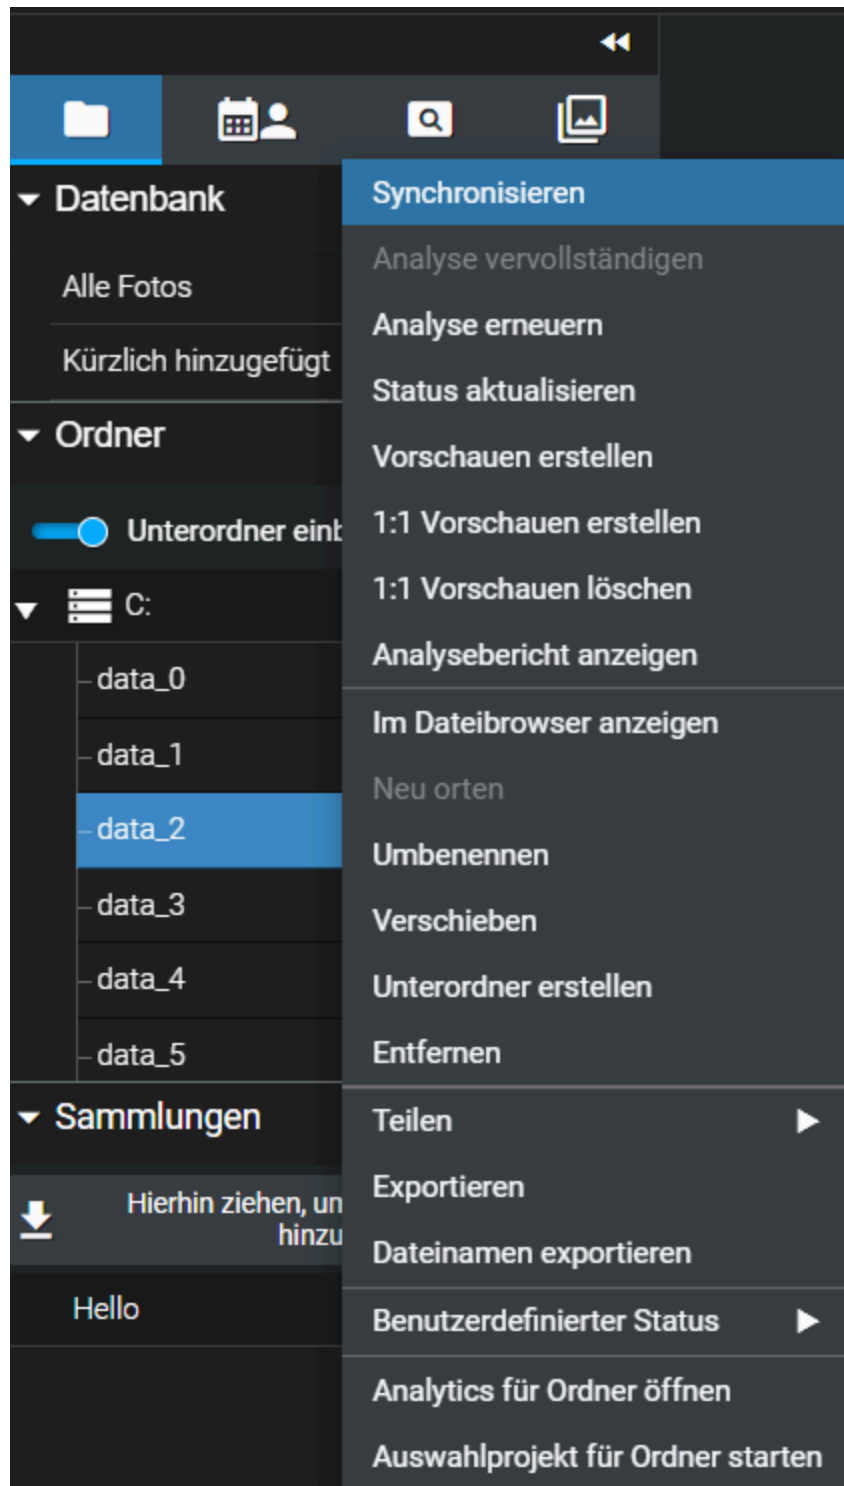 Datenbank
Alle Fotos
Kürzlich hinzugefügt
Ordner
Unterordner
C:
data_0
data_1
data_2
data_3
data_4
data_5
Sammlungen
Hierhin ziehen,
Hello
Synchronisieren
Analyse vervollständigen
Analyse erneuern
Status aktualisieren
Vorschauen erstellen
1:1 Vorschauen erstellen
1:1 Vorschauen löschen
Analysebericht anzeigen
Im Dateibrowser anzeigen
Neu orten
Umbenennen
Verschieben
Unterordner erstellen
Entfernen
Teilen
Exportieren
Dateinamen exportieren
Benutzerdefinierter Status
Analytics für Ordner öffnen
Auswahlprojekt für Ordner starten